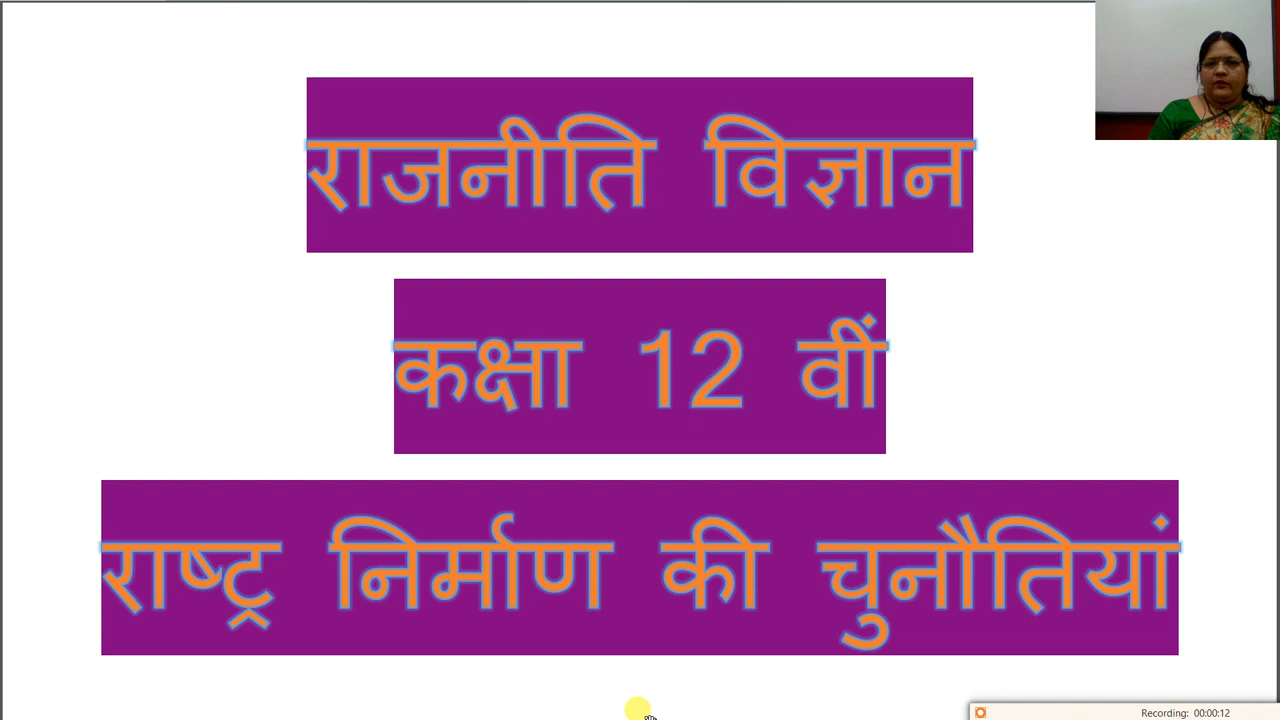 राजनीति विज्ञान
कक्षा 12 वीं
राष्ट्र निर्माण की चुनौतियां
Recording: 00:00:12